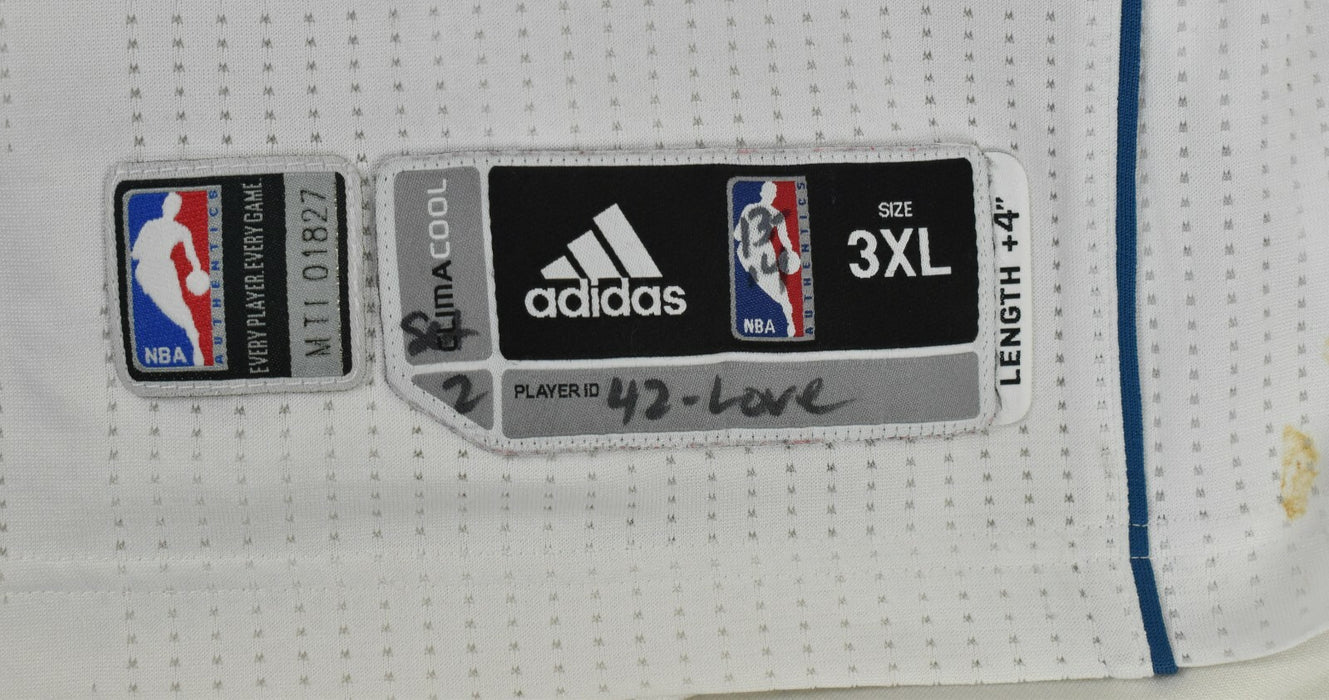 NBA
AUTHENTICS
EVERY PLAYER.EVERY GAME.
MTI 01827
CLIMACOOL
2
adidas
13-
14
NBA
AUTHENTICS
SIZE
3XL
PLAYER ID 42-Love
LENGTH +4"